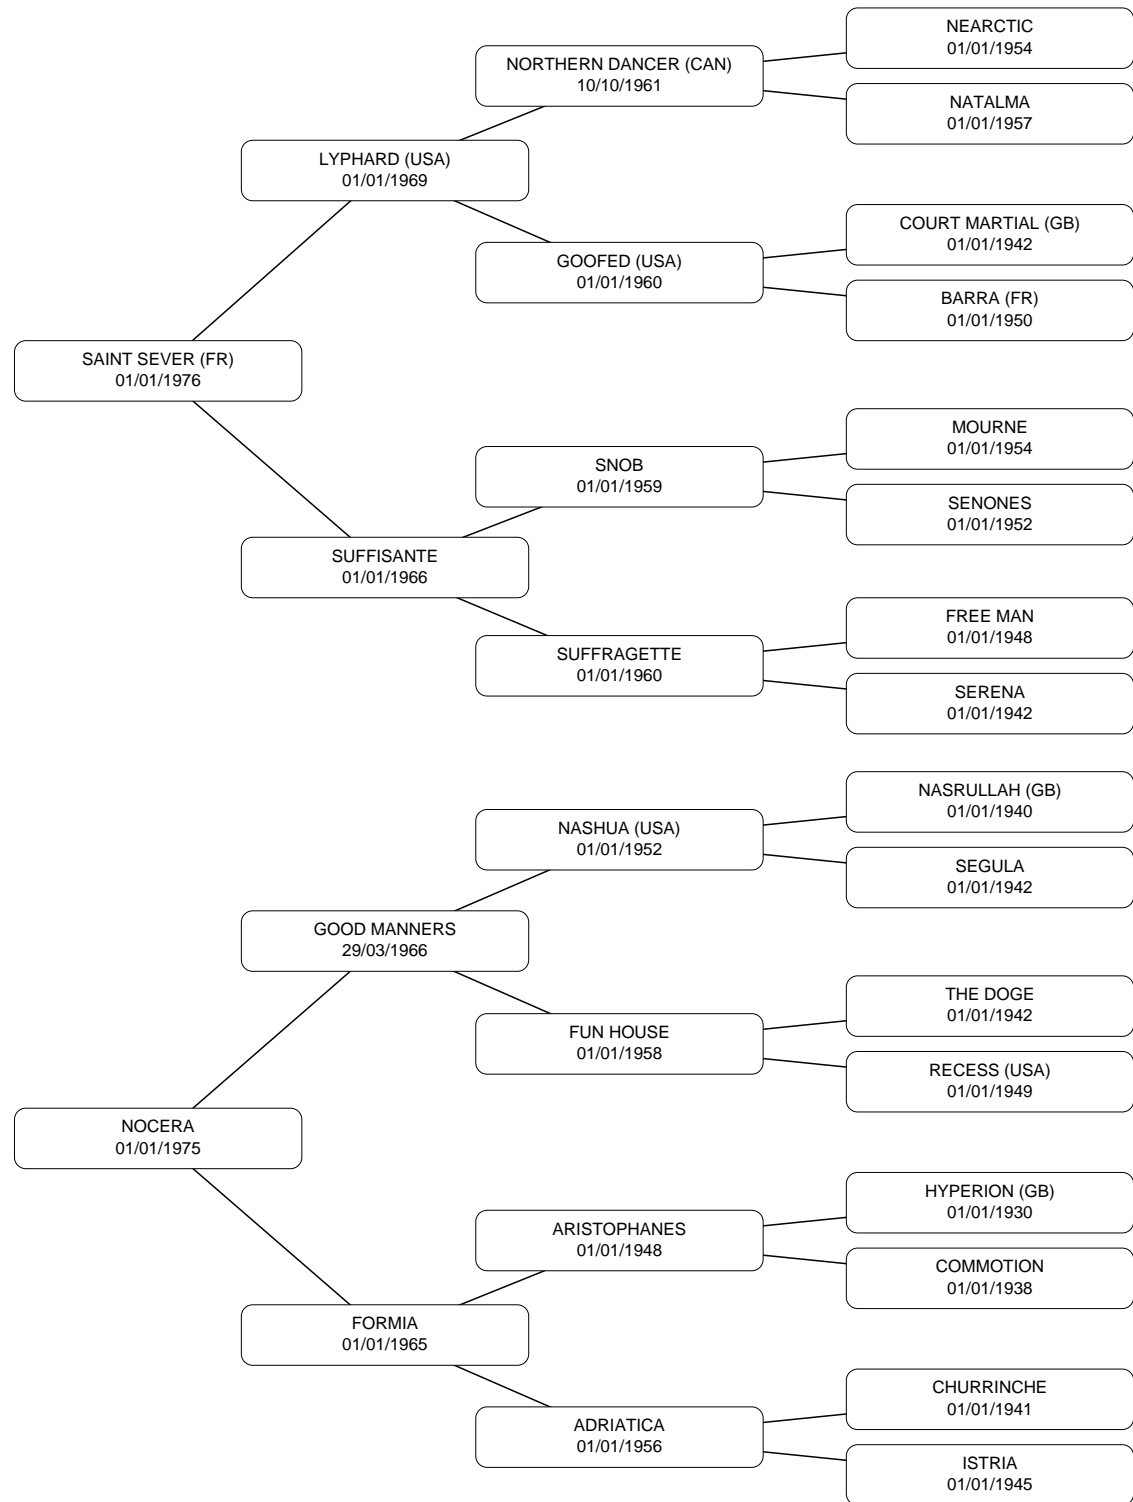 NEARCTIC
01/01/1954
NORTHERN DANCER (CAN)
10/10/1961
NATALMA
01/01/1957
LYPHARD (USA)
01/01/1969
COURT MARTIAL (GB)
01/01/1942
GOOFED (USA)
01/01/1960
BARRA (FR)
01/01/1950
SAINT SEVER (FR)
01/01/1976
MOURNE
01/01/1954
SNOB
01/01/1959
SENONES
01/01/1952
SUFFISANTE
01/01/1966
FREE MAN
01/01/1948
SUFFRAGETTE
01/01/1960
SERENA
01/01/1942
NASRULLAH (GB)
01/01/1940
NASHUA (USA)
01/01/1952
SEGULA
01/01/1942
GOOD MANNERS
29/03/1966
THE DOGE
01/01/1942
FUN HOUSE
01/01/1958
RECESS (USA)
01/01/1949
NOCERA
01/01/1975
HYPERION (GB)
01/01/1930
ARISTOPHANES
01/01/1948
COMMOTION
01/01/1938
FORMIA
01/01/1965
CHURRINCHE
01/01/1941
ADRIATICA
01/01/1956
ISTRIA
01/01/1945